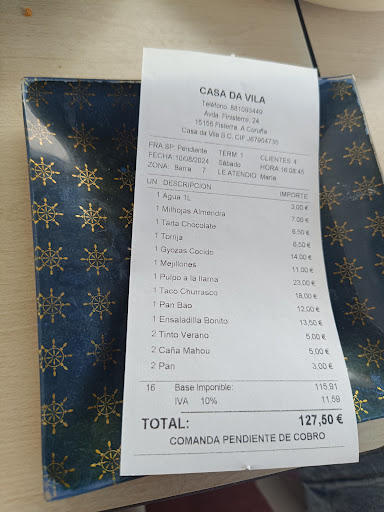 CASA DA VILA
Teléfono. 881093449
Avda. Finisterre, 24
15155 Fisterra. A Coruña
Casa da Vila S.C. CIF J67954735
FRA.SP: Pendiente TERM 1 CLIENTES 4
FECHA: 10/08/2024 Sábado HORA 16:08:45
ZONA: Barra 7 LE ATENDIO: María
UN DESCRIPCION IMPORTE
1 Agua 1L 3,00 €
1 Milhojas Almendra 7,00 €
1 Tarta Chocolate 6,50 €
1 Torrija 6,50 €
1 Gyozas Cocido 14,00 €
1 Mejillones 11,00 €
1 Pulpo a la llama 23,00 €
1 Taco Churrasco 18,00 €
1 Pan Bao 12,00 €
1 Ensaladilla Bonito 13,50 €
2 Tinto Verano 5,00 €
2 Caña Mahou 5,00 €
2 Pan 3,00 €
16 Base Imponible: 115,91
IVA 10% 11,59
TOTAL: 127,50 €
COMANDA PENDIENTE DE COBRO